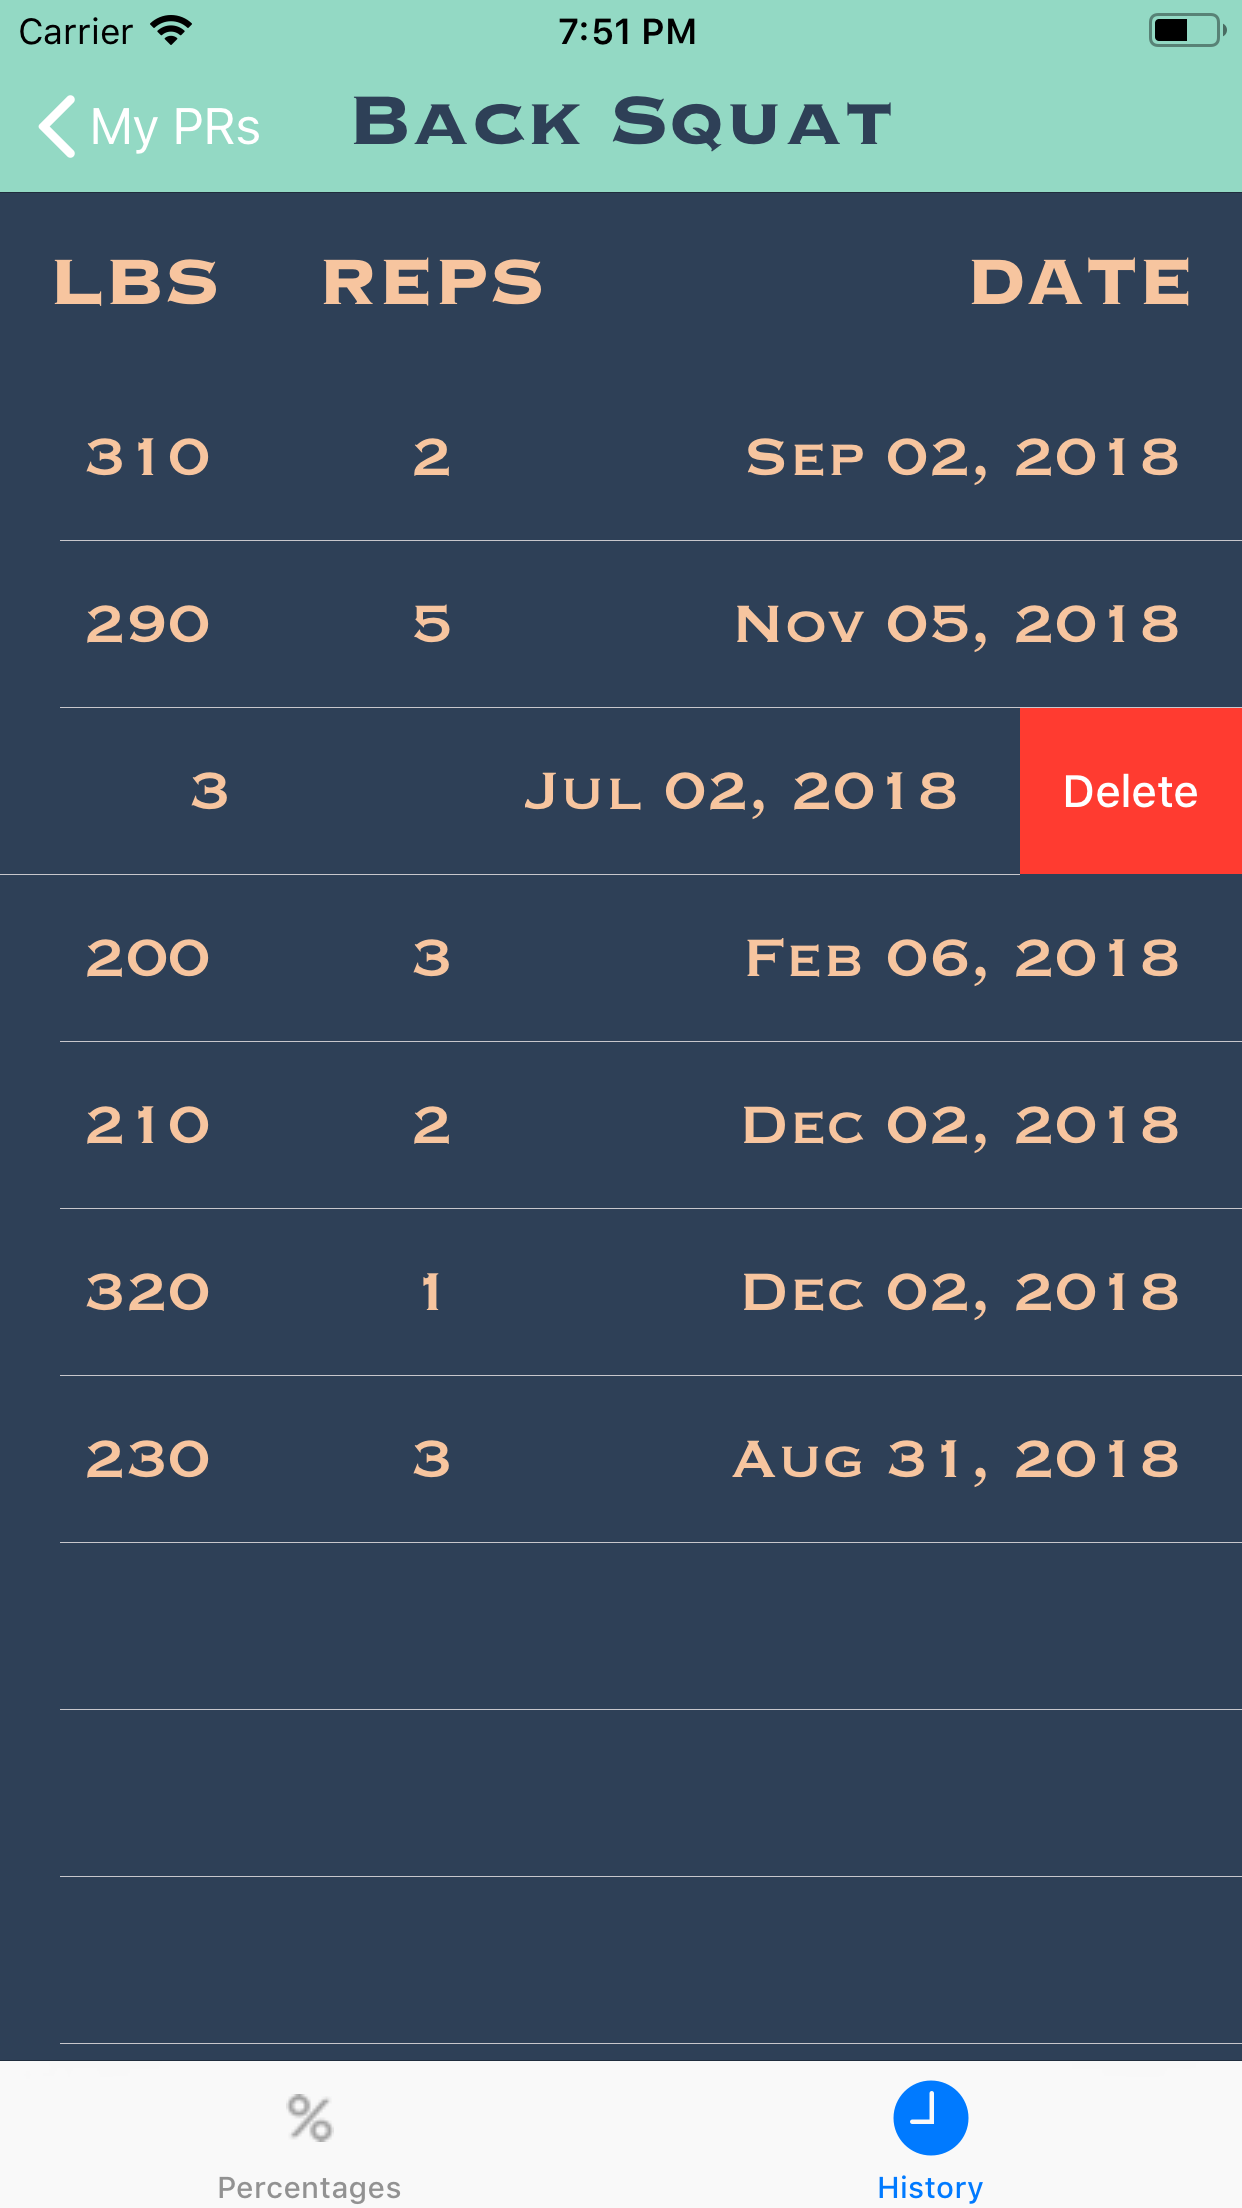 Carrier 7:51 PM
My PRs Back Squat
LBS REPS DATE
310 2 Sep 02, 2018
290 5 Nov 05, 2018
3 Jul 02, 2018 Delete
200 3 Feb 06, 2018
210 2 Dec 02, 2018
320 1 Dec 02, 2018
230 3 Aug 31, 2018
%
Percentages History